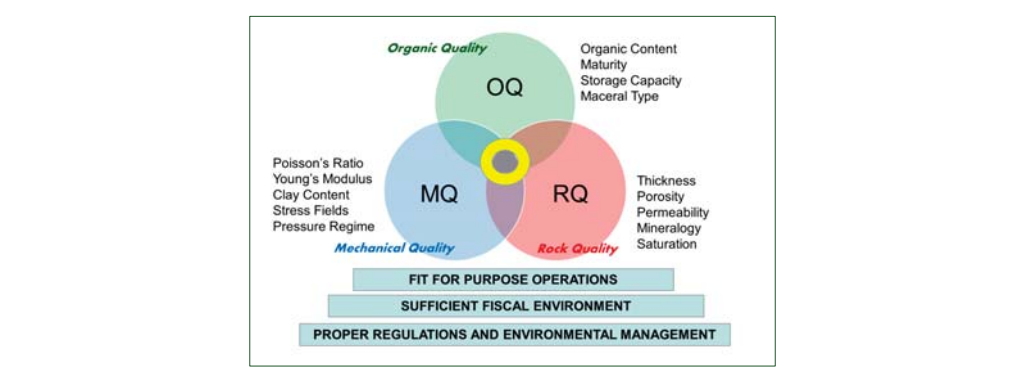 Organic Quality
OQ
Organic Content
Maturity
Storage Capacity
Maceral Type
Poisson's Ratio
Young's Modulus
Clay Content
Stress Fields
Pressure Regime
MQ
Mechanical Quality
RQ
Rock Quality
Thickness
Porosity
Permeability
Mineralogy
Saturation
FIT FOR PURPOSE OPERATIONS
SUFFICIENT FISCAL ENVIRONMENT
PROPER REGULATIONS AND ENVIRONMENTAL MANAGEMENT